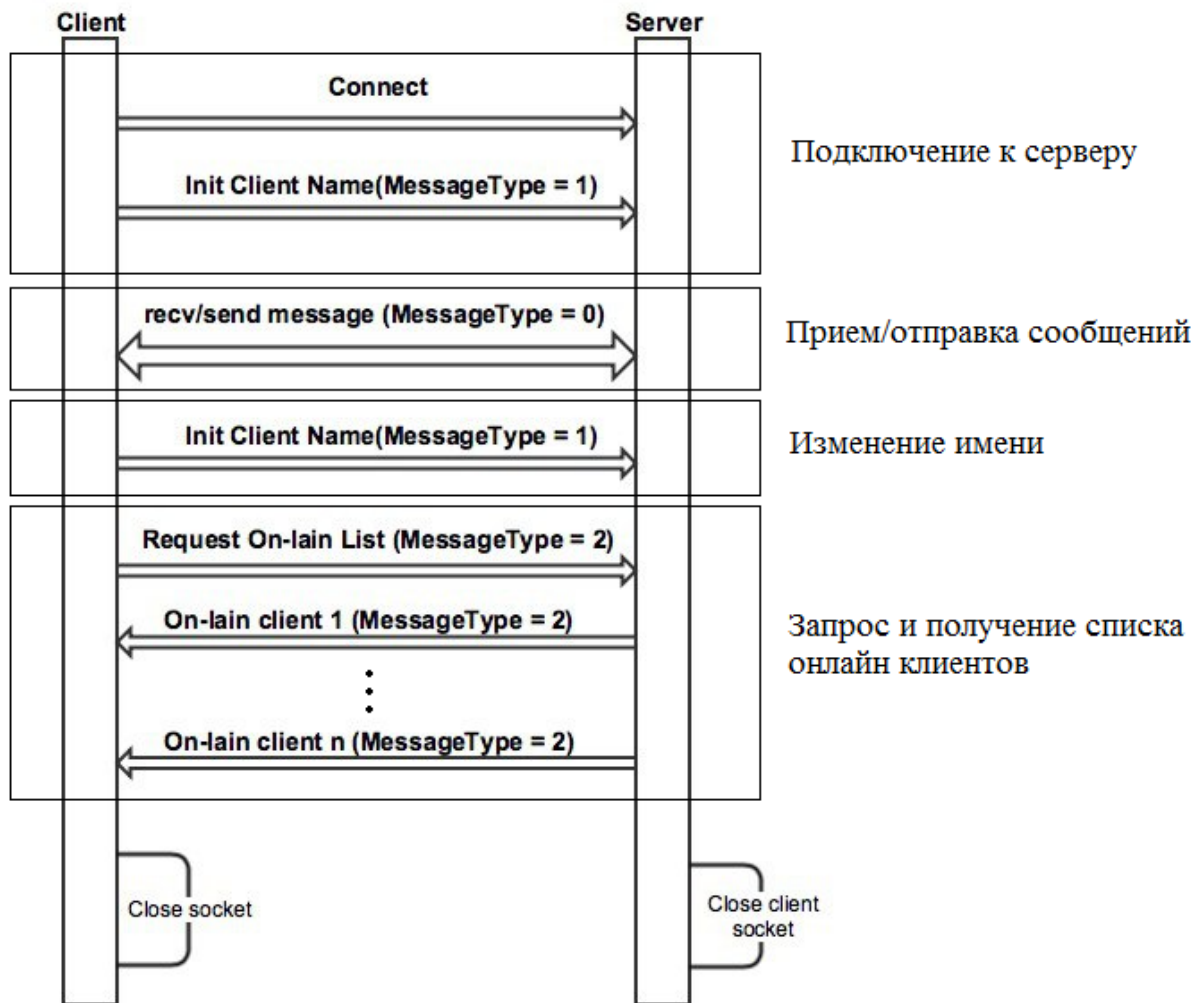 Client
Server
Connect
Подключение к серверу
Init Client Name(MessageType = 1)
recv/send message (MessageType = 0)
Прием/отправка сообщений
Init Client Name(MessageType = 1)
Изменение имени
Request On-lain List (MessageType = 2)
On-lain client 1 (MessageType = 2)
Запрос и получение списка
онлайн клиентов
On-lain client n (MessageType = 2)
Close socket
Close client
socket